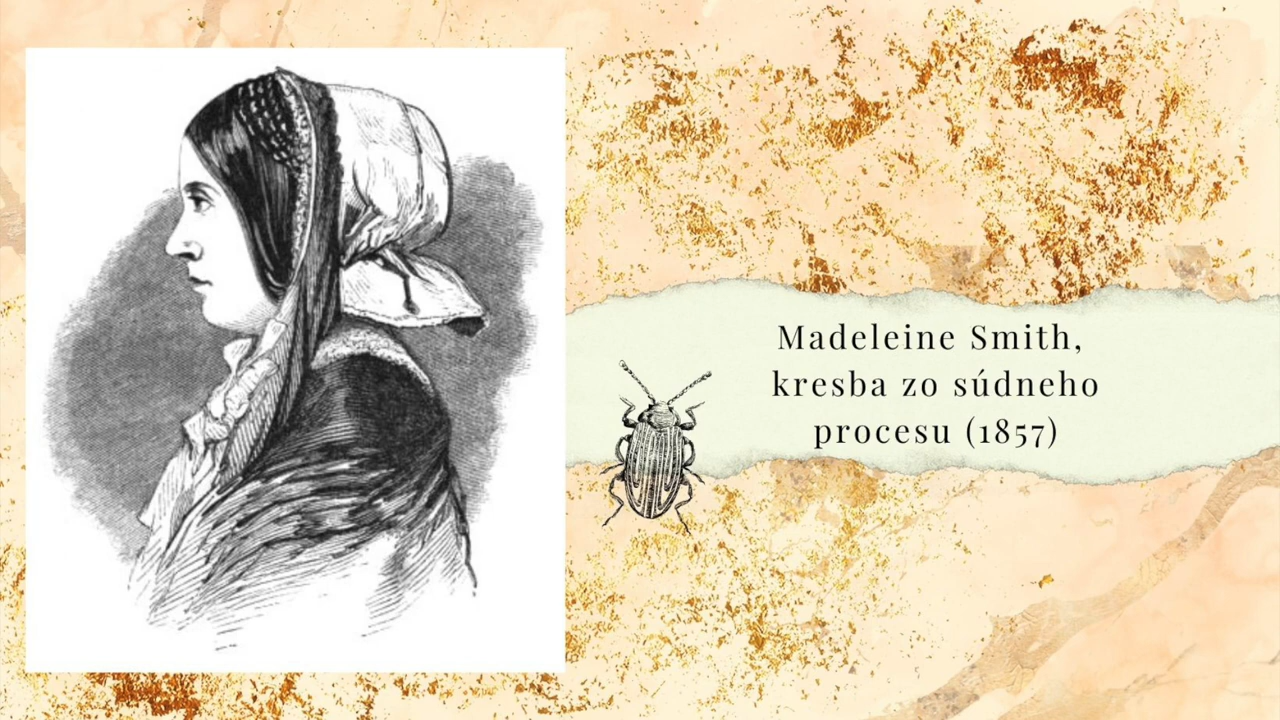 Madeleine Smith,
kresba zo súdneho
procesu (1857)